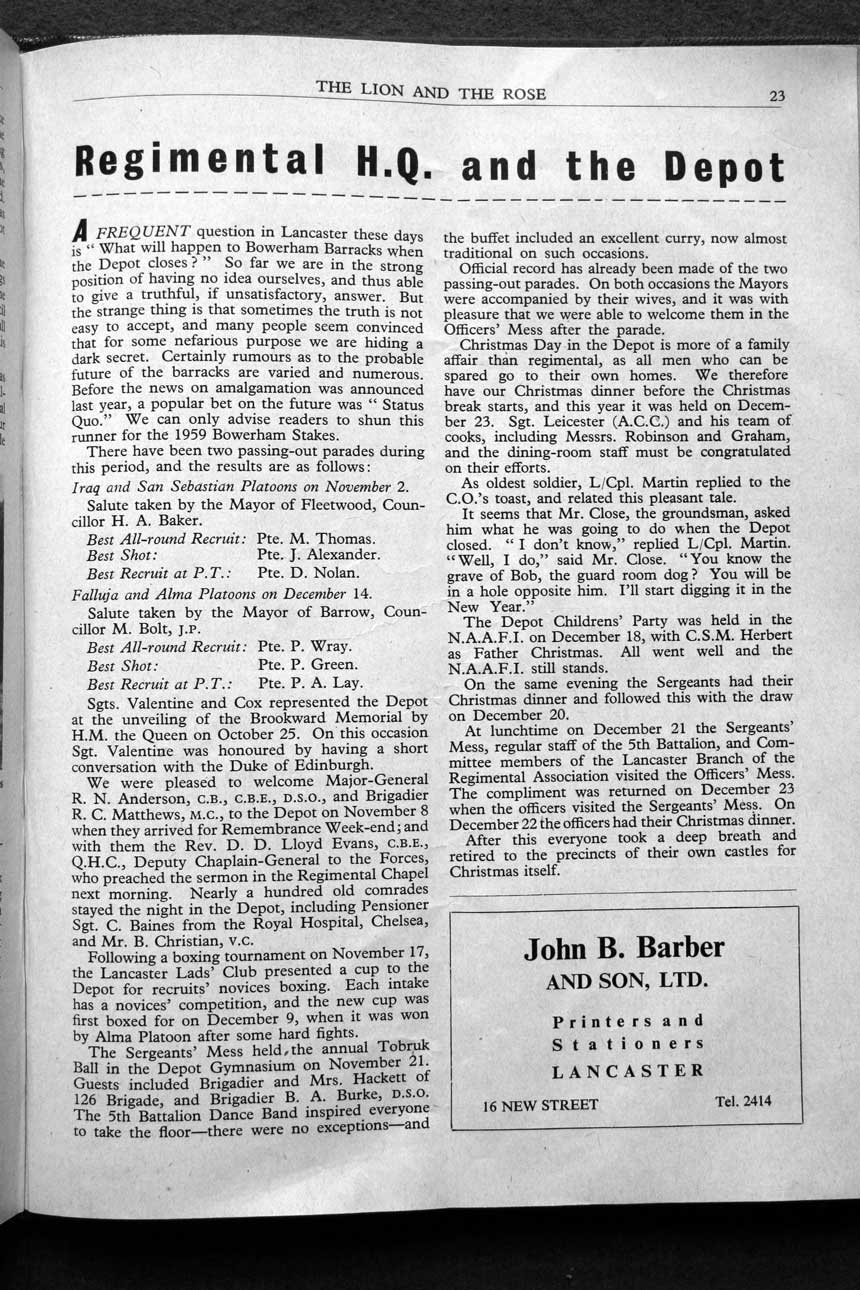 THE LION AND THE ROSE
23
Regimental H.Q. and the Depot
A FREQUENT question in Lancaster these days
is “ What will happen to Bowerham Barracks when
the Depot closes ? ” So far we are in the strong
position of having no idea ourselves, and thus able
to give a truthful, if unsatisfactory, answer. But
the strange thing is that sometimes the truth is not
easy to accept, and many people seem convinced
that for some nefarious purpose we are hiding a
dark secret. Certainly rumours as to the probable
future of the barracks are varied and numerous.
Before the news on amalgamation was announced
last year, a popular bet on the future was “ Status
Quo.” We can only advise readers to shun this
runner for the 1959 Bowerham Stakes.
There have been two passing-out parades during
this period, and the results are as follows:
Iraq and San Sebastian Platoons on November 2.
Salute taken by the Mayor of Fleetwood, Coun-
cillor H. A. Baker.
Best All-round Recruit: Pte. M. Thomas.
Best Shot: Pte. J. Alexander.
Best Recruit at P.T.: Pte. D. Nolan.
Falluja and Alma Platoons on December 14.
Salute taken by the Mayor of Barrow, Coun-
cillor M. Bolt, J.P.
Best All-round Recruit: Pte. P. Wray.
Best Shot: Pte. P. Green.
Best Recruit at P.T.: Pte. P. A. Lay.
Sgts. Valentine and Cox represented the Depot
at the unveiling of the Brookward Memorial by
H.M. the Queen on October 25. On this occasion
Sgt. Valentine was honoured by having a short
conversation with the Duke of Edinburgh.
We were pleased to welcome Major-General
R. N. Anderson, C.B., C.B.E., D.S.O., and Brigadier
R. C. Matthews, M.C., to the Depot on November 8
when they arrived for Remembrance Week-end; and
with them the Rev. D. D. Lloyd Evans, C.B.E.,
Q.H.C., Deputy Chaplain-General to the Forces,
who preached the sermon in the Regimental Chapel
next morning. Nearly a hundred old comrades
stayed the night in the Depot, including Pensioner
Sgt. C. Baines from the Royal Hospital, Chelsea,
and Mr. B. Christian, V.C.
Following a boxing tournament on November 17,
the Lancaster Lads’ Club presented a cup to the
Depot for recruits’ novices boxing. Each intake
has a novices’ competition, and the new cup was
first boxed for on December 9, when it was won
by Alma Platoon after some hard fights.
The Sergeants’ Mess held the annual Tobruk
Ball in the Depot Gymnasium on November 21.
Guests included Brigadier and Mrs. Hackett of
126 Brigade, and Brigadier B. A. Burke, D.S.O.
The 5th Battalion Dance Band inspired everyone
to take the floor—there were no exceptions—and
the buffet included an excellent curry, now almost
traditional on such occasions.
Official record has already been made of the two
passing-out parades. On both occasions the Mayors
were accompanied by their wives, and it was with
pleasure that we were able to welcome them in the
Officers’ Mess after the parade.
Christmas Day in the Depot is more of a family
affair than regimental, as all men who can be
spared go to their own homes. We therefore
have our Christmas dinner before the Christmas
break starts, and this year it was held on Decem-
ber 23. Sgt. Leicester (A.C.C.) and his team of
cooks, including Messrs. Robinson and Graham,
and the dining-room staff must be congratulated
on their efforts.
As oldest soldier, L/Cpl. Martin replied to the
C.O.’s toast, and related this pleasant tale.
It seems that Mr. Close, the groundsman, asked
him what he was going to do when the Depot
closed. “ I don’t know,” replied L/Cpl. Martin.
“ Well, I do,” said Mr. Close. “ You know the
grave of Bob, the guard room dog? You will be
in a hole opposite him. I’ll start digging it in the
New Year.”
The Depot Childrens’ Party was held in the
N.A.A.F.I. on December 18, with C.S.M. Herbert
as Father Christmas. All went well and the
N.A.A.F.I. still stands.
On the same evening the Sergeants had their
Christmas dinner and followed this with the draw
on December 20.
At lunchtime on December 21 the Sergeants’
Mess, regular staff of the 5th Battalion, and Com-
mittee members of the Lancaster Branch of the
Regimental Association visited the Officers’ Mess.
The compliment was returned on December 23
when the officers visited the Sergeants’ Mess. On
December 22 the officers had their Christmas dinner.
After this everyone took a deep breath and
retired to the precincts of their own castles for
Christmas itself.
John B. Barber
AND SON, LTD.
Printers and
Stationers
LANCASTER
16 NEW STREET Tel. 2414